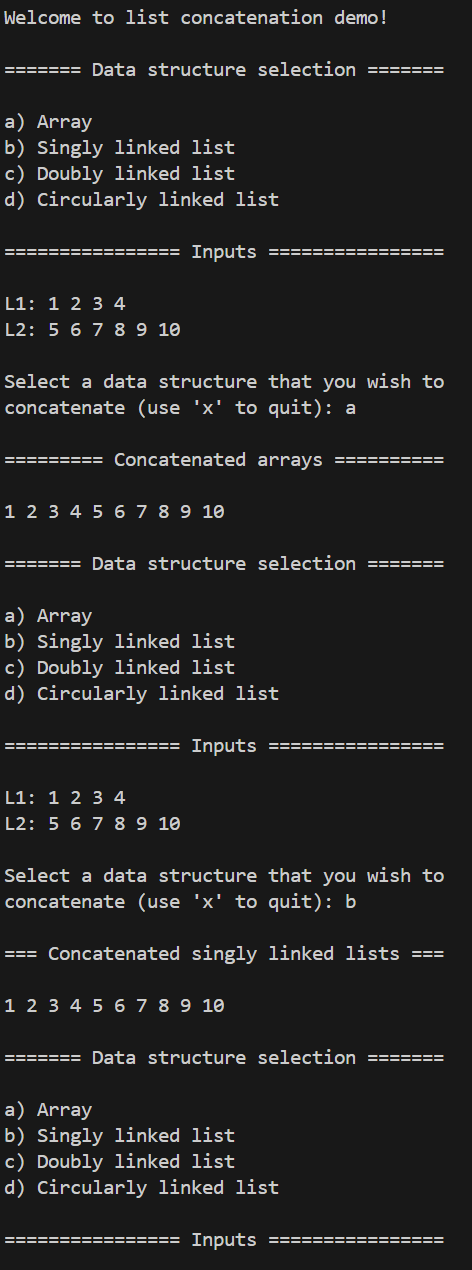 Welcome to list concatenation demo!
======= Data structure selection =======
a) Array
b) Singly linked list
c) Doubly linked list
d) Circularly linked list
================ Inputs ================
L1: 1 2 3 4
L2: 5 6 7 8 9 10
Select a data structure that you wish to
concatenate (use 'x' to quit): a
========= Concatenated arrays ==========
1 2 3 4 5 6 7 8 9 10
======= Data structure selection =======
a) Array
b) Singly linked list
c) Doubly linked list
d) Circularly linked list
================ Inputs ================
L1: 1 2 3 4
L2: 5 6 7 8 9 10
Select a data structure that you wish to
concatenate (use 'x' to quit): b
=== Concatenated singly linked lists ===
1 2 3 4 5 6 7 8 9 10
======= Data structure selection =======
a) Array
b) Singly linked list
c) Doubly linked list
d) Circularly linked list
================ Inputs ================